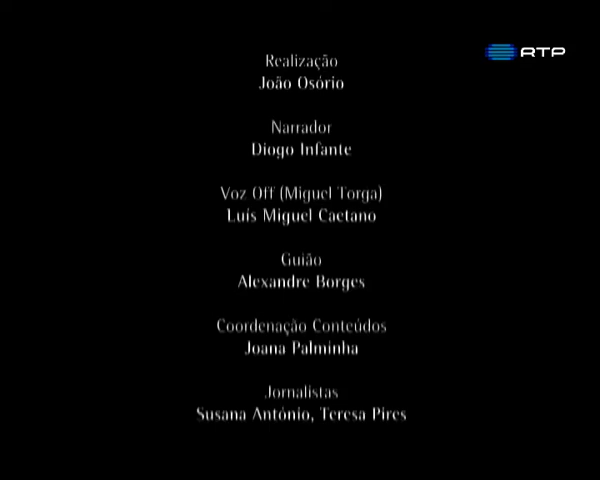 RTP
Realização
João Osório
Narrador
Diogo Infante
Voz Off (Miguel Torga)
Luís Miguel Caetano
Guião
Alexandre Borges
Coordenação Conteúdos
Joana Palminha
Jornalistas
Susana António, Teresa Pires